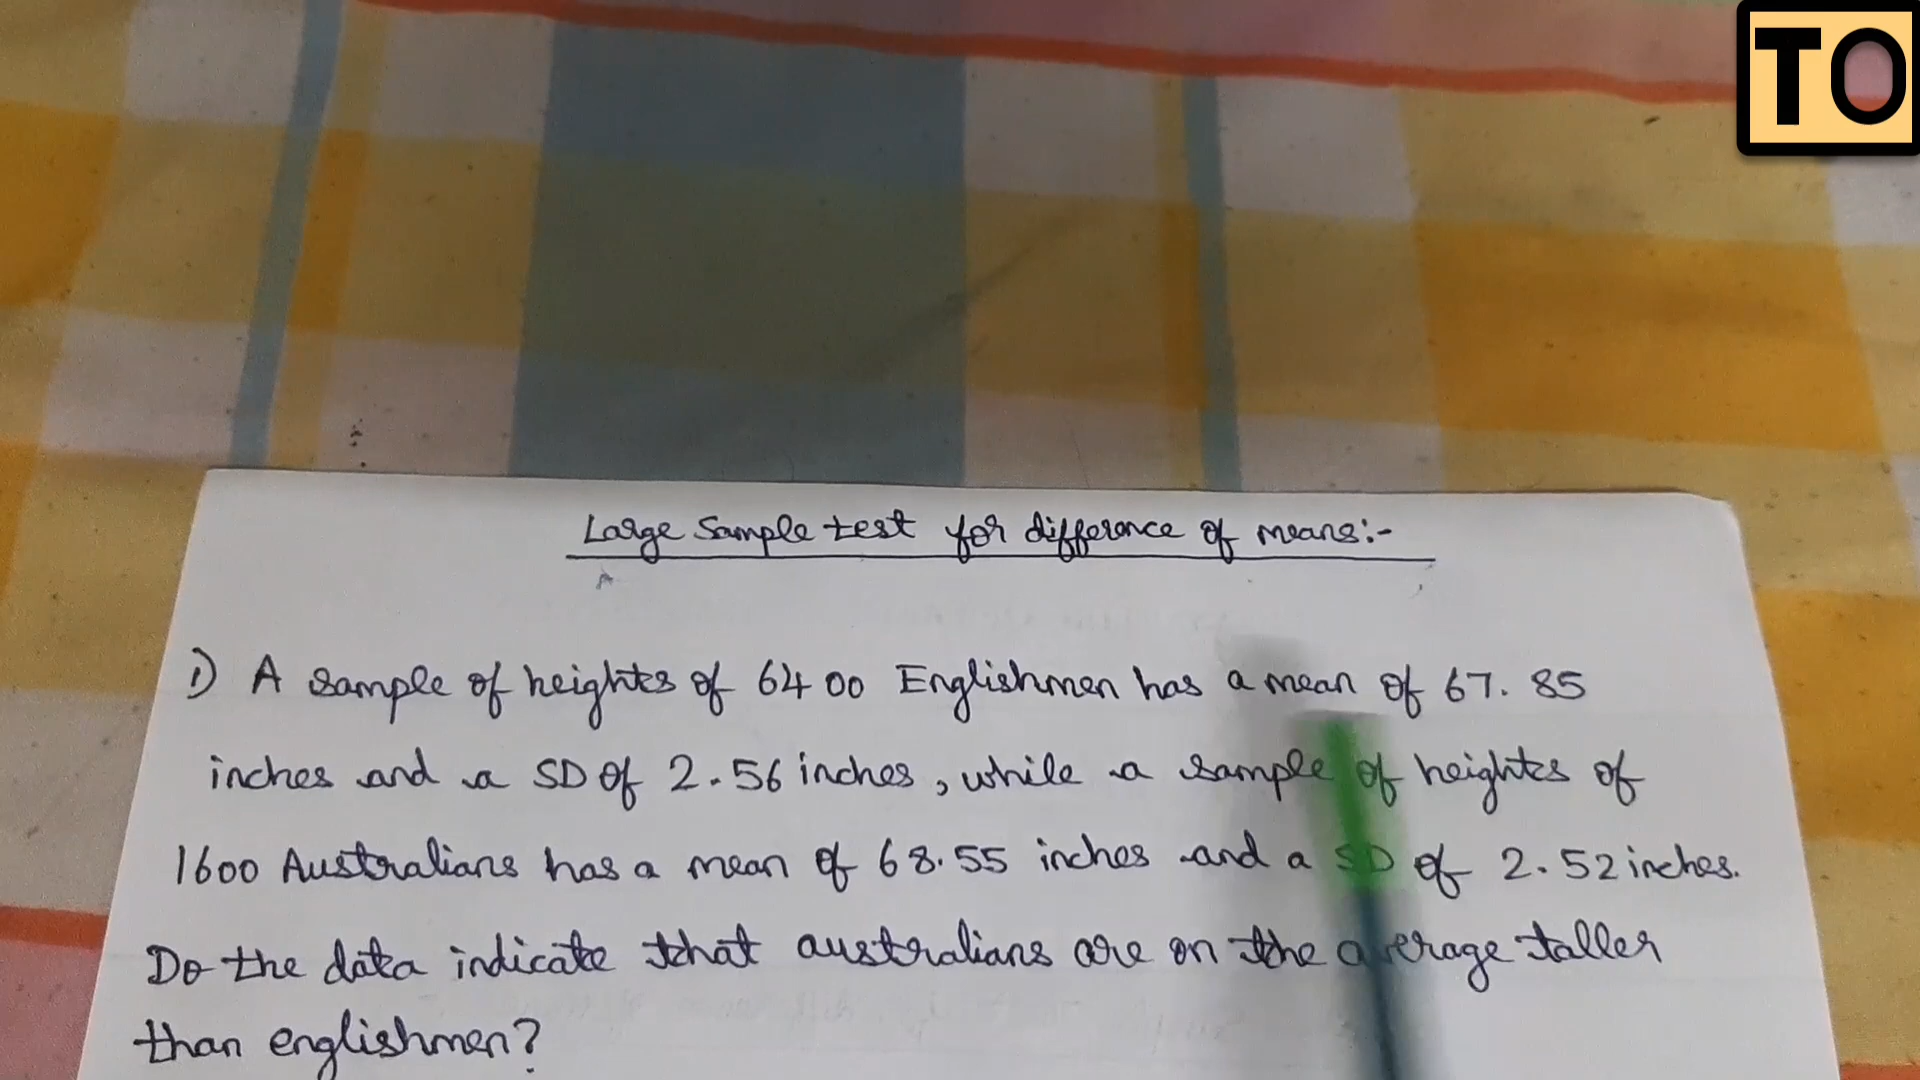 TO
Large Sample test for difference of means:-
1) A sample of heights of 6400 Englishmen has a mean of 67.85
inches and a SD of 2.56 inches, while a sample of heights of
1600 Australians has a mean of 68.55 inches and a SD of 2.52 inches.
Do the data indicate that australians are on the average taller
than englishmen?